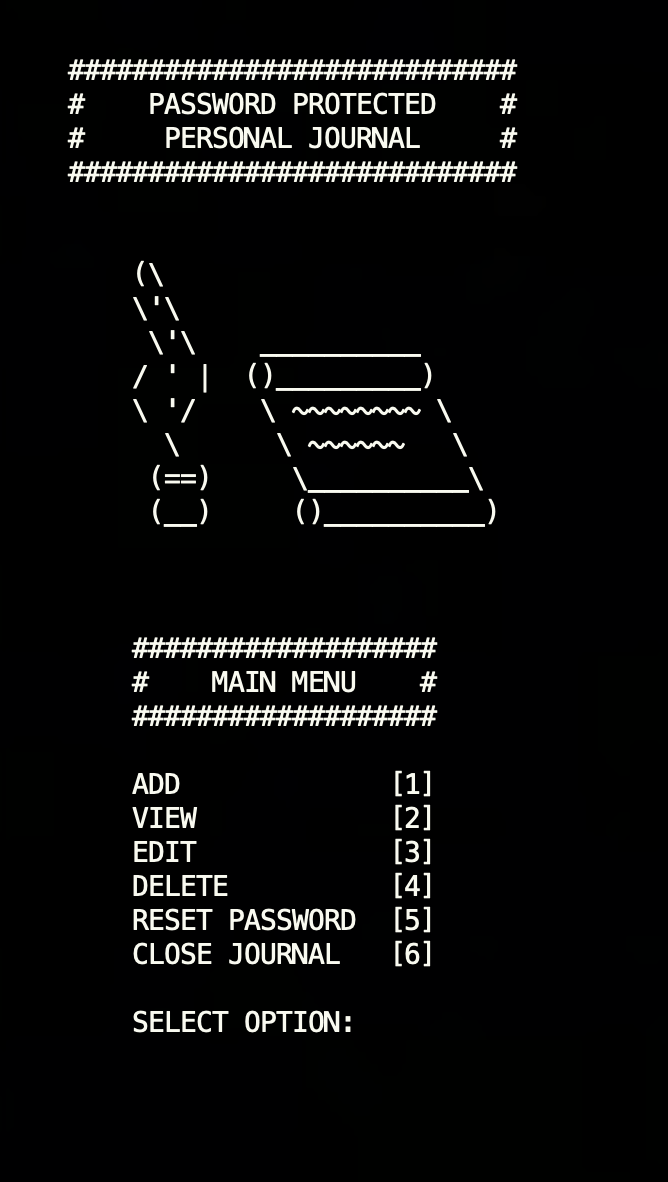 ############################
#    PASSWORD PROTECTED    #
#     PERSONAL JOURNAL     #
############################
(\
\'\
 \'\    __________
/ ' |  ()_________)
\ '/    \ ~~~~~~~~ \
  \      \ ~~~~~~   \
 (==)     \__________\
 (__)     ()__________)
###################
#    MAIN MENU    #
###################
ADD             [1]
VIEW            [2]
EDIT            [3]
DELETE          [4]
RESET PASSWORD  [5]
CLOSE JOURNAL   [6]
SELECT OPTION: